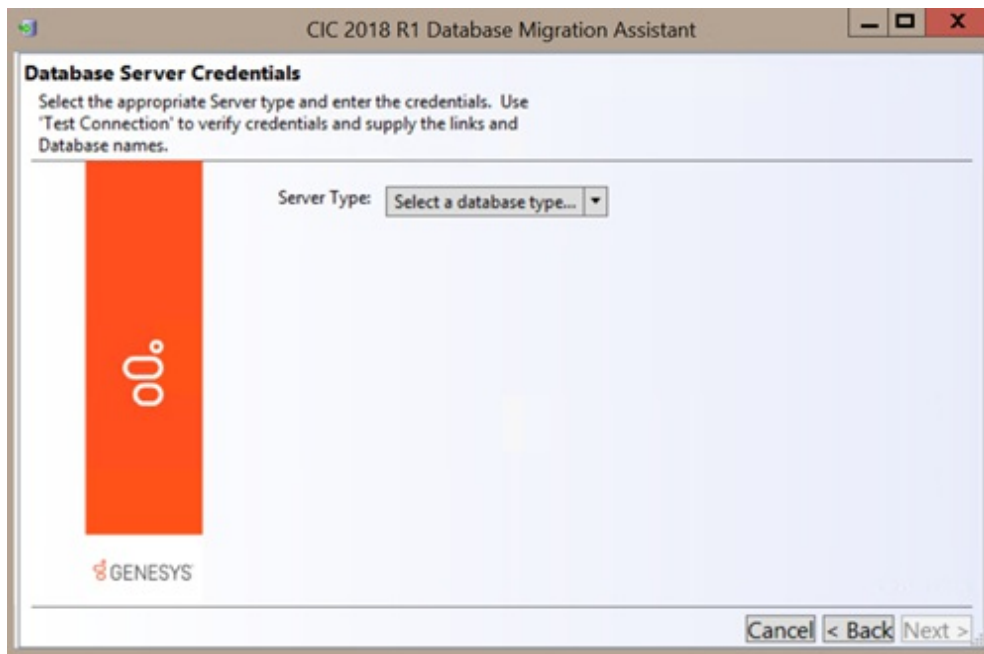 CIC 2018 R1 Database Migration Assistant
Database Server Credentials
Select the appropriate Server type and enter the credentials. Use
'Test Connection' to verify credentials and supply the links and
Database names.
Server Type: Select a database type...
GENESYS
Cancel < Back Next >